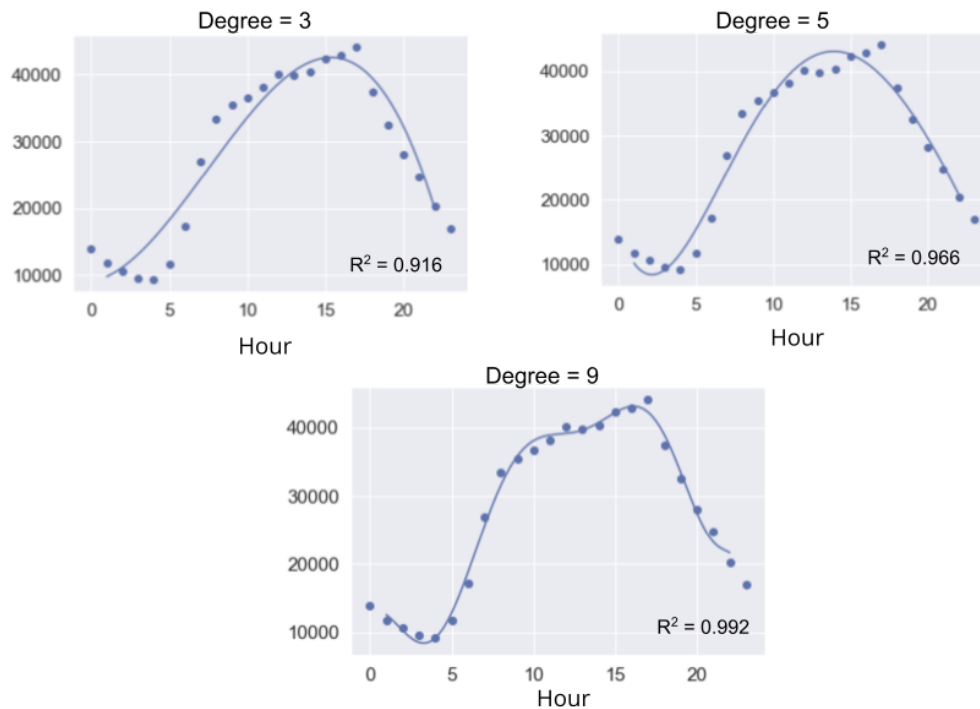 Degree = 3
40000
30000
20000
10000
R² = 0.916
0 5 10 15 20
Hour
Degree = 5
40000
30000
20000
10000
R² = 0.966
0 5 10 15 20
Hour
Degree = 9
40000
30000
20000
10000
R² = 0.992
0 5 10 15 20
Hour